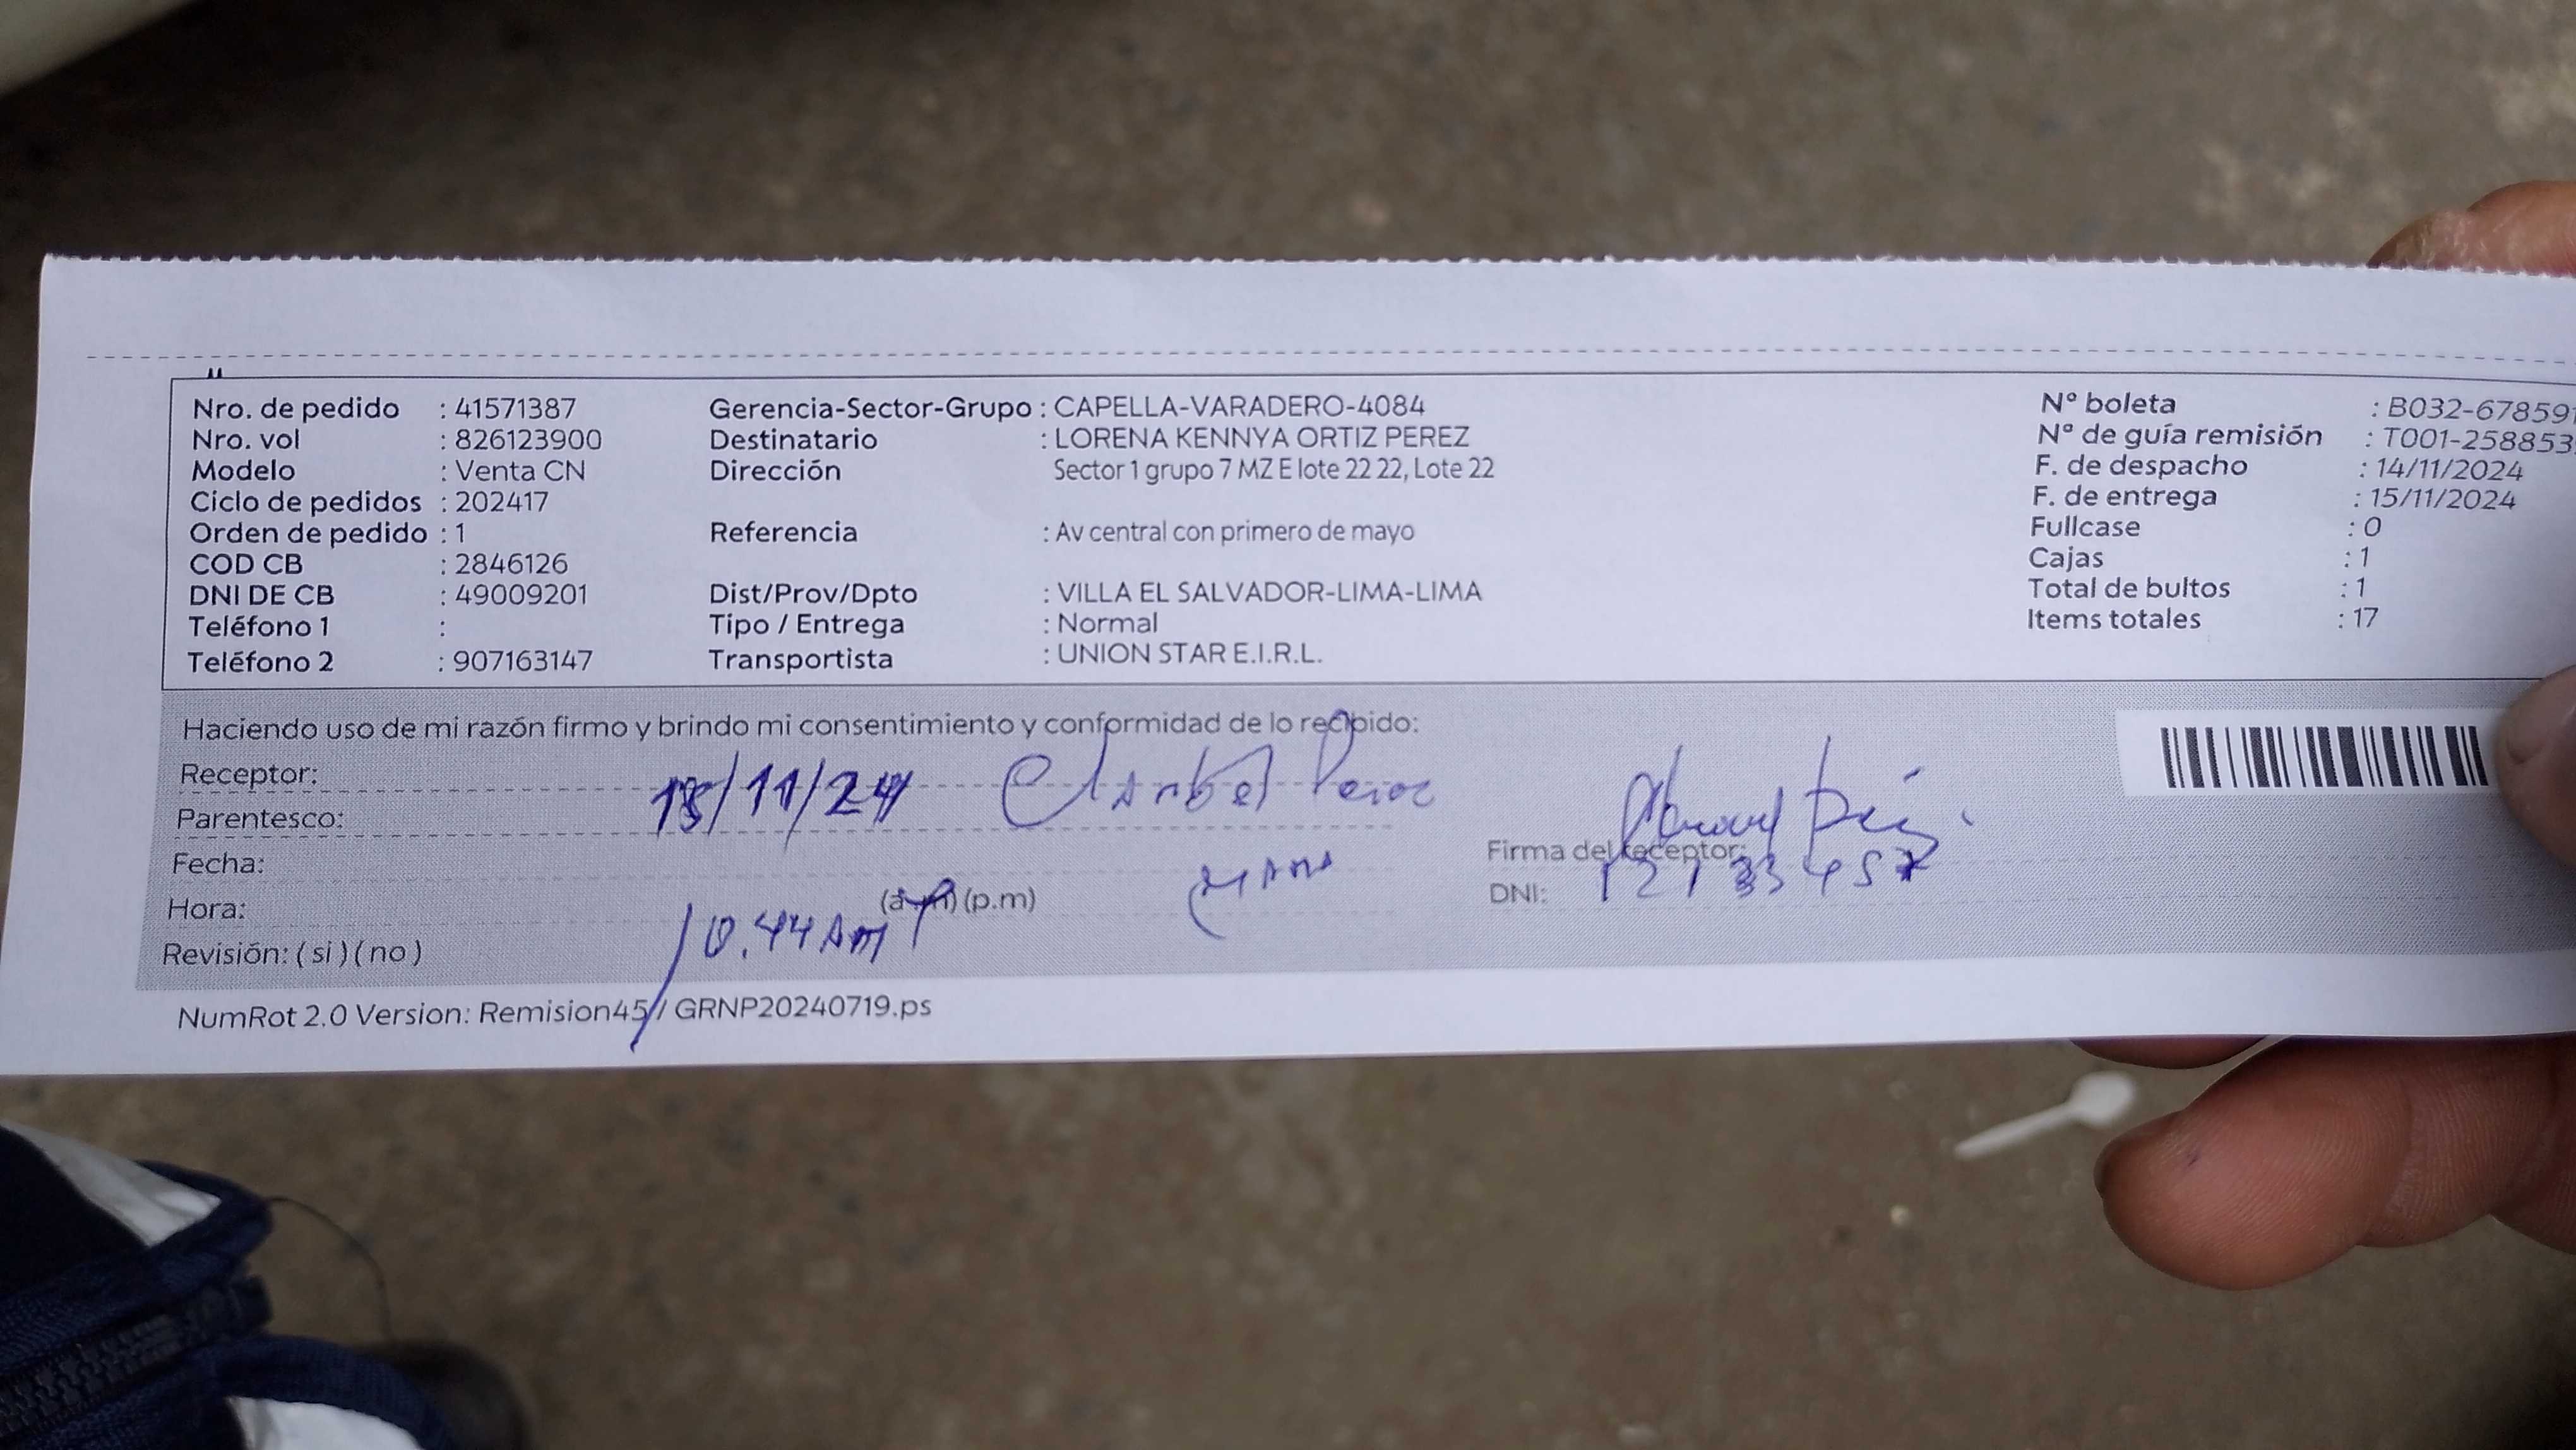 Nro. de pedido : 41571387
Nro. vol : 826123900
Modelo : Venta CN
Ciclo de pedidos : 202417
Orden de pedido : 1
COD CB : 2846126
DNI DE CB : 49009201
Teléfono 1 :
Teléfono 2 : 907163147
Gerencia-Sector-Grupo : CAPELLA-VARADERO-4084
Destinatario : LORENA KENNYA ORTIZ PEREZ
Dirección Sector 1 grupo 7 MZ E lote 22 22, Lote 22
Referencia : Av central con primero de mayo
Dist/Prov/Dpto : VILLA EL SALVADOR-LIMA-LIMA
Tipo / Entrega : Normal
Transportista : UNION STAR E.I.R.L.
N° boleta : B032-67859
N° de guía remisión : T001-258853
F. de despacho : 14/11/2024
F. de entrega : 15/11/2024
Fullcase : 0
Cajas : 1
Total de bultos : 1
Items totales : 17
Haciendo uso de mi razón firmo y brindo mi consentimiento y conformidad de lo recibido:
Receptor:
Parentesco: /11/24
Fecha:
Hora: 10.44 Am (a.m) (p.m)
Revisión: ( si ) ( no )
Firma del receptor:
DNI:
NumRot 2.0 Version: Remision45 / GRNP20240719.ps